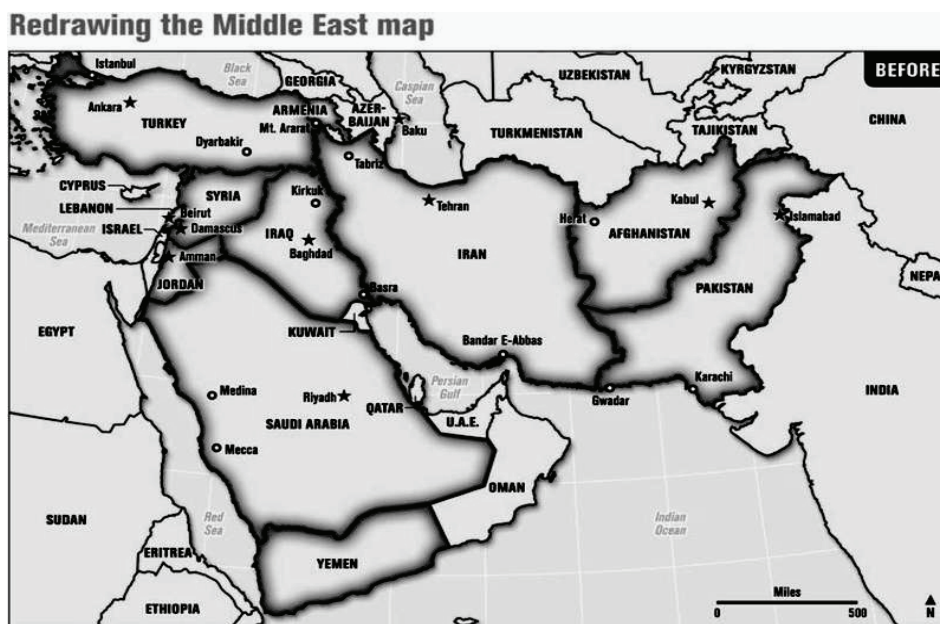 Redrawing the Middle East map
BEFORE
Istanbul
Black
Sea
GEORGIA
Caspian
Sea
UZBEKISTAN
KYRGYZSTAN
Ankara
TURKEY
ARMENIA
Mt. Ararat
AZER-
BAIJAN
Baku
TURKMENISTAN
TAJIKISTAN
CHINA
Dyarbakir
Tabriz
CYPRUS
SYRIA
Kirkuk
Tehran
Herat
Kabul
Islamabad
LEBANON
Beirut
Mediterranean
Sea
ISRAEL
Damascus
IRAQ
Baghdad
IRAN
AFGHANISTAN
Amman
JORDAN
Basra
PAKISTAN
NEPA
EGYPT
KUWAIT
Bandar E-Abbas
Medina
Riyadh
Persian
Gulf
QATAR
Gwadar
Karachi
INDIA
SAUDI ARABIA
U.A.E.
Mecca
OMAN
SUDAN
Red
Sea
Indian
Ocean
ERITREA
YEMEN
ETHIOPIA
Miles
0
500
N